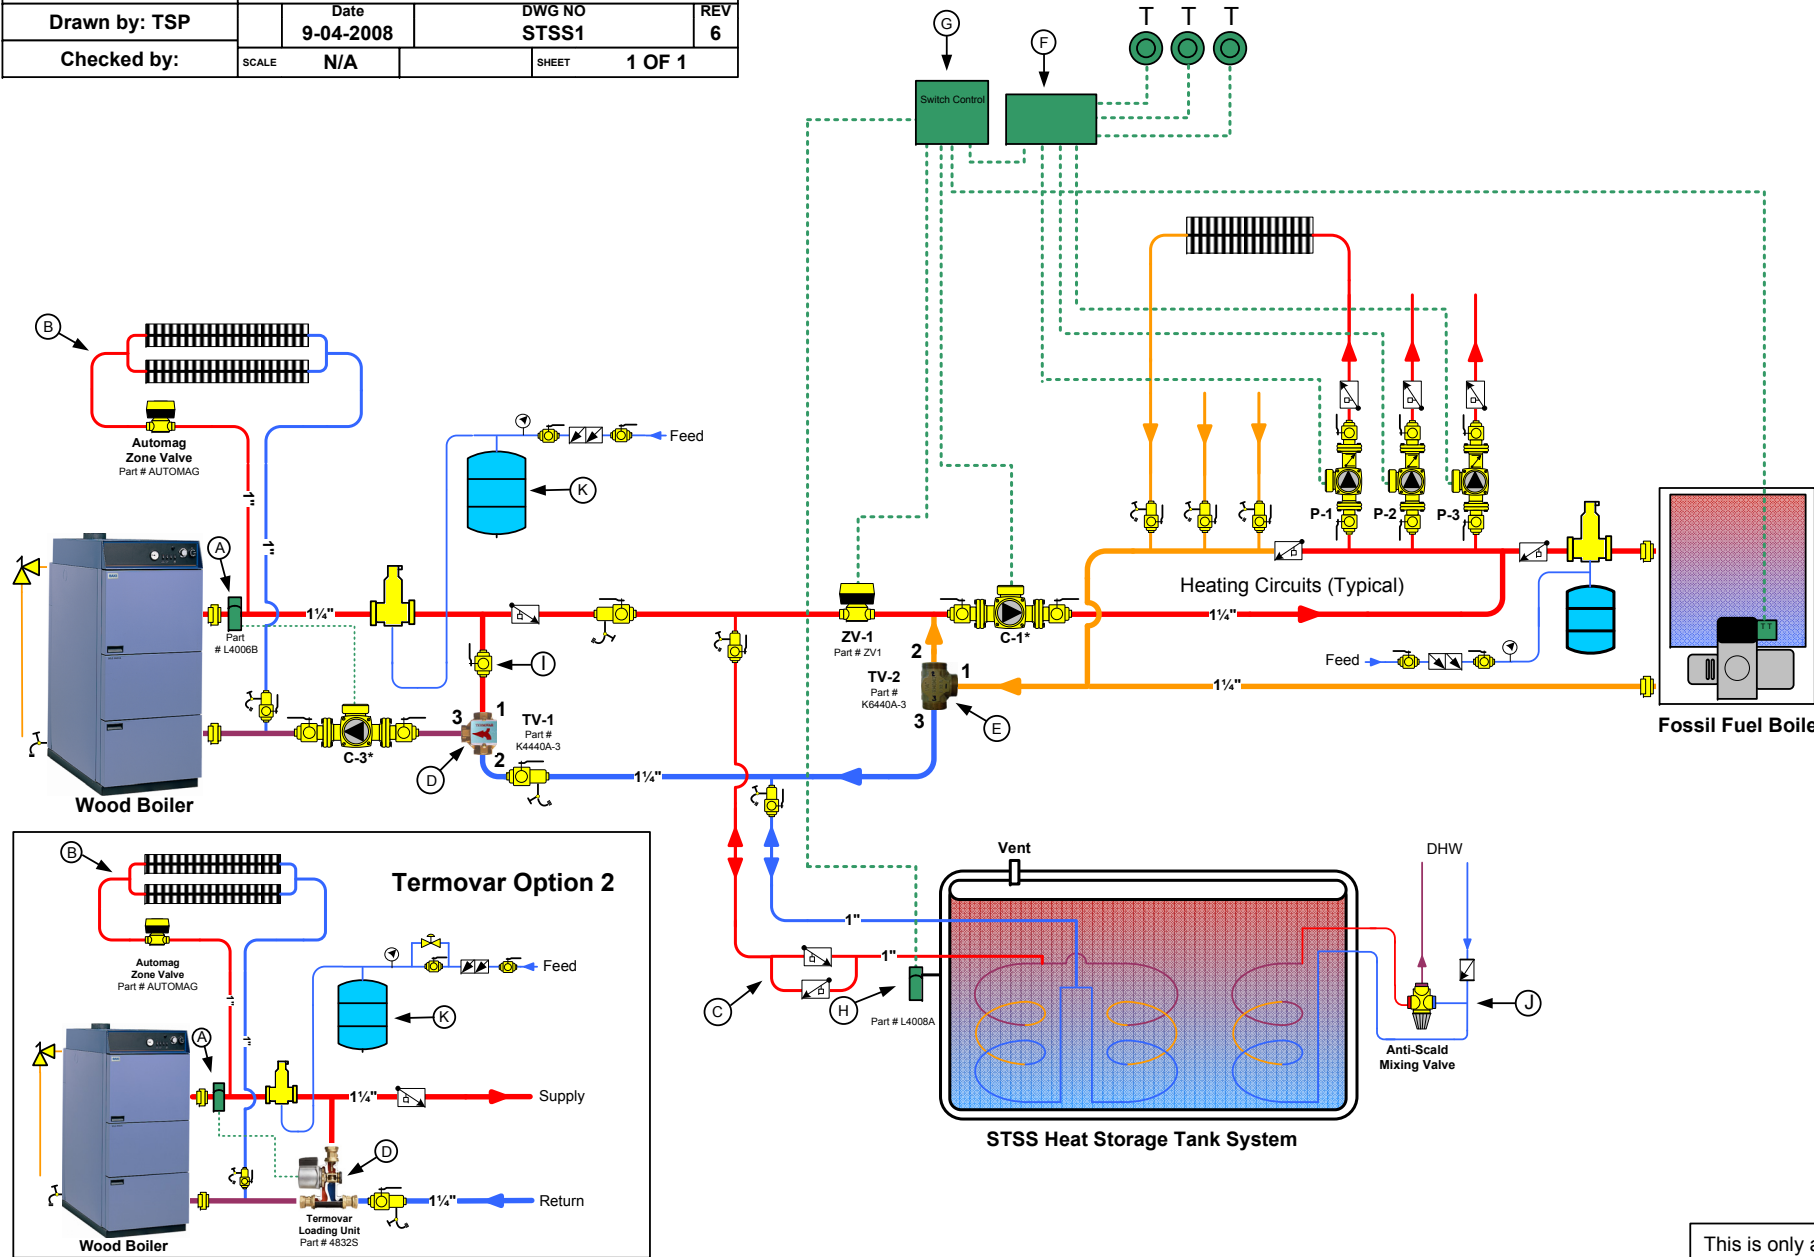 Drawn by: TSP
Date
9-04-2008
DWG NO
STSS1
REV
6
Checked by:
SCALE
N/A
SHEET
1 OF 1
G
F
T T T
Switch Control
B
Automag
Zone Valve
Part # AUTOMAG
1"
1"
Feed
K
A
Part
# L4006B
1¼"
I
C-3*
3
1
2
TV-1
Part #
K4440A-3
D
1¼"
Wood Boiler
ZV-1
Part # ZV1
C-1*
2
1
3
TV-2
Part #
K6440A-3
E
P-1
P-2
P-3
Heating Circuits (Typical)
1¼"
1¼"
Feed
T T
Fossil Fuel Boile
Termovar Option 2
B
Automag
Zone Valve
Part # AUTOMAG
1"
1"
Feed
K
A
1¼"
Supply
D
1¼"
Return
Termovar
Loading Unit
Part # 4832S
Wood Boiler
Vent
1"
1"
C
H
Part # L4008A
DHW
J
Anti-Scald
Mixing Valve
STSS Heat Storage Tank System
This is only a